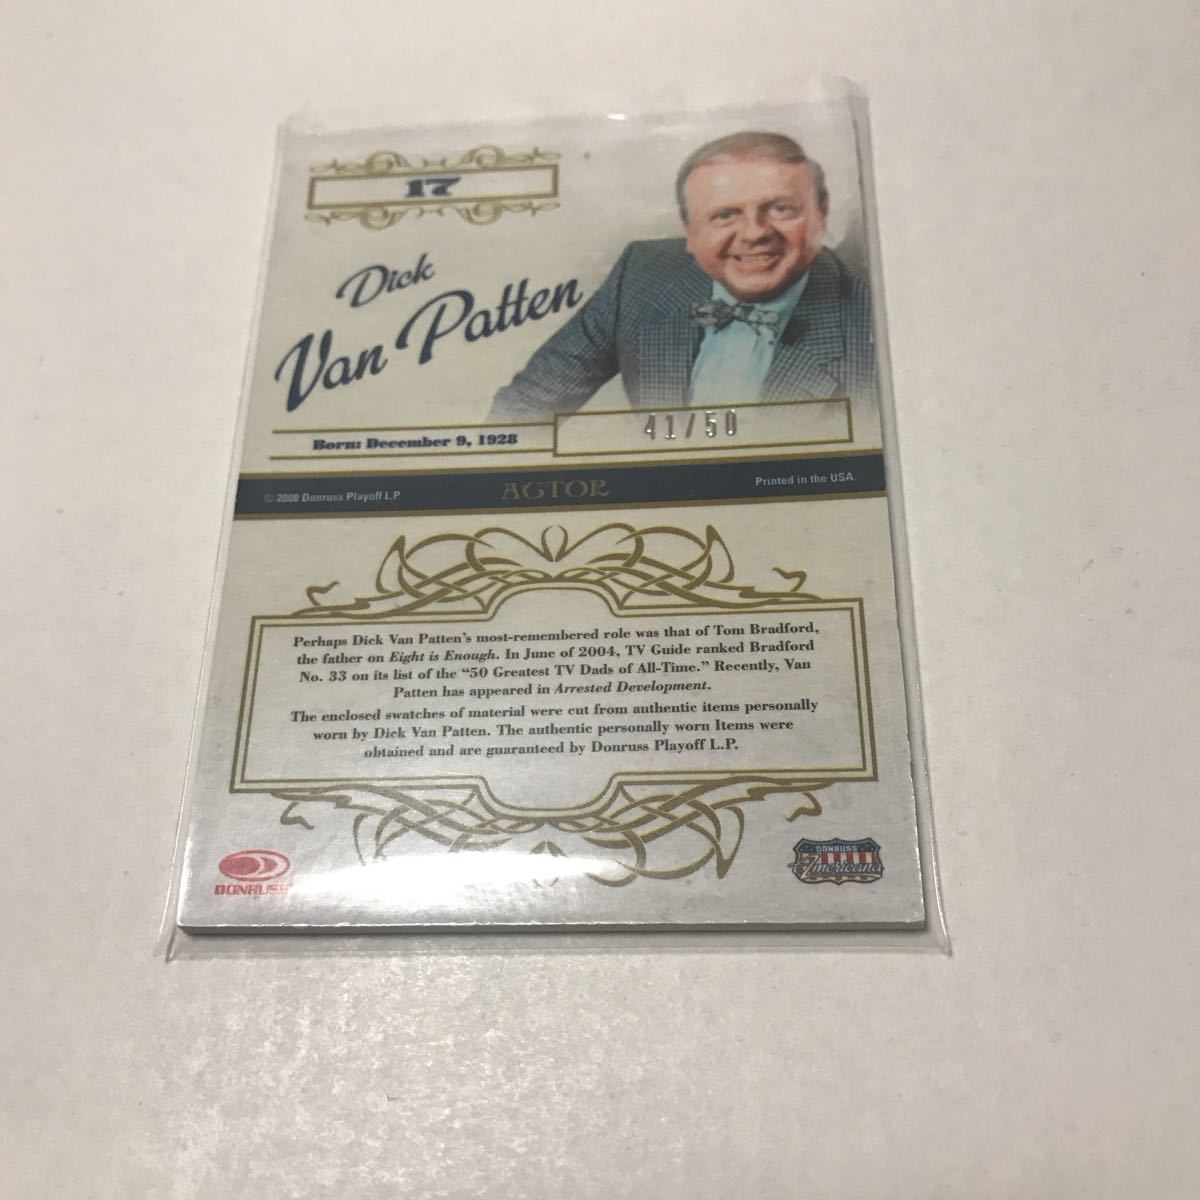 17
Dick
Van Patten
Born: December 9, 1928
41/50
© 2008 Donruss Playoff L.P.
ACTOR
Printed in the USA.
Perhaps Dick Van Patten's most-remembered role was that of Tom Bradford,
the father on Eight is Enough. In June of 2004, TV Guide ranked Bradford
No. 33 on its list of the “50 Greatest TV Dads of All-Time.” Recently, Van
Patten has appeared in Arrested Development.
The enclosed swatches of material were cut from authentic items personally
worn by Dick Van Patten. The authentic personally worn Items were
obtained and are guaranteed by Donruss Playoff L.P.
DONRUSS
DONRUSS
Americana